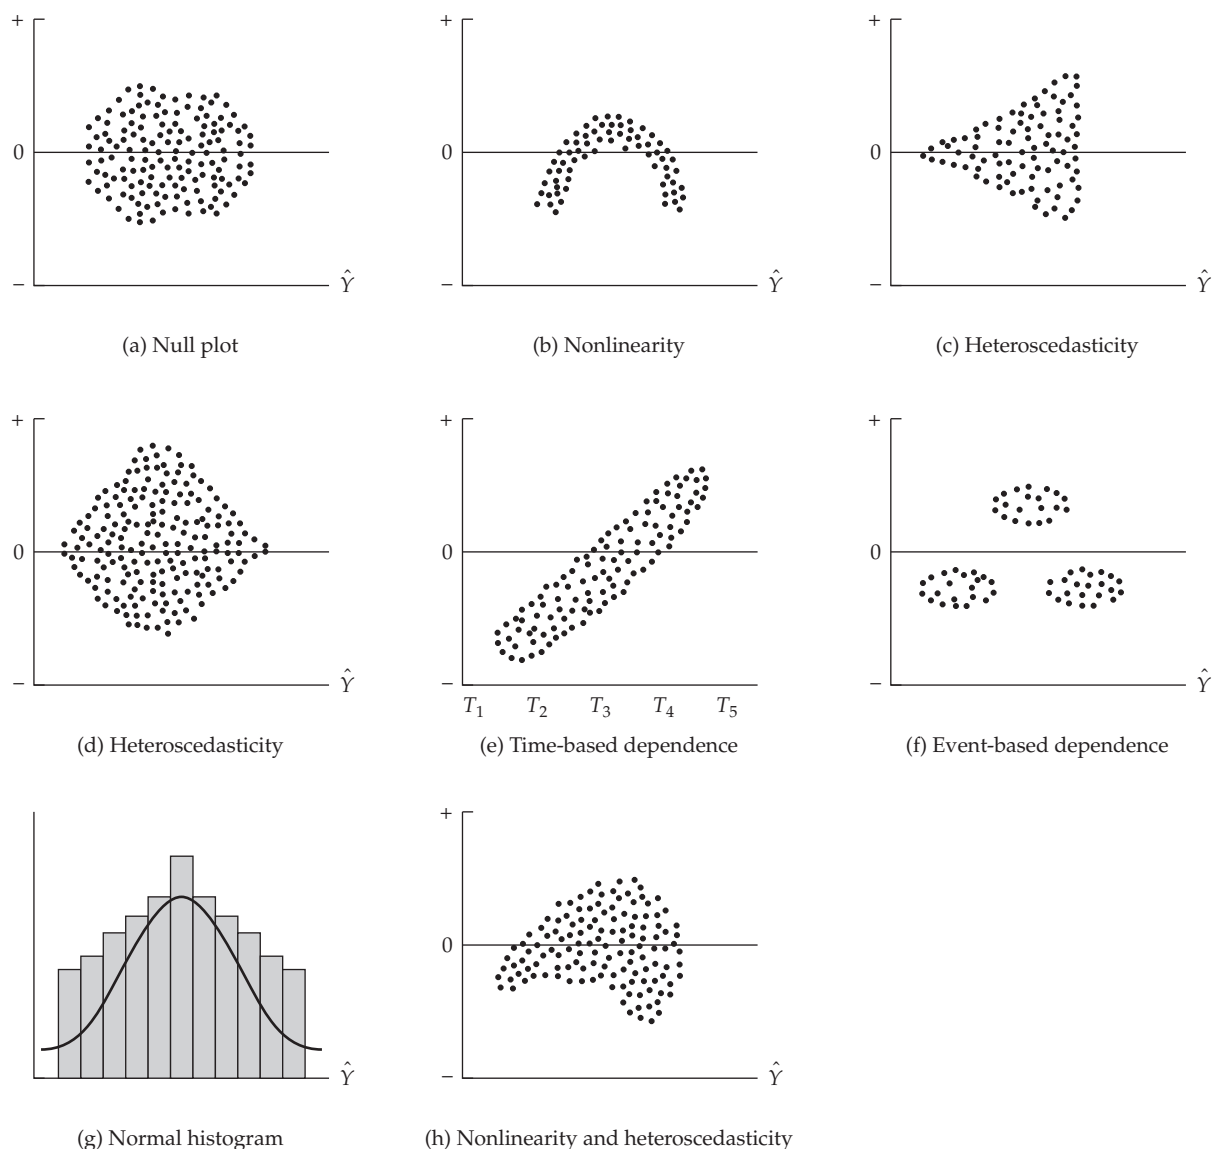 + + +
0 0 0
− Ŷ − Ŷ − Ŷ
(a) Null plot (b) Nonlinearity (c) Heteroscedasticity
+ + +
0 0 0
− Ŷ − − Ŷ
T₁ T₂ T₃ T₄ T₅
(d) Heteroscedasticity (e) Time-based dependence (f) Event-based dependence
+
0
Ŷ − Ŷ
(g) Normal histogram (h) Nonlinearity and heteroscedasticity